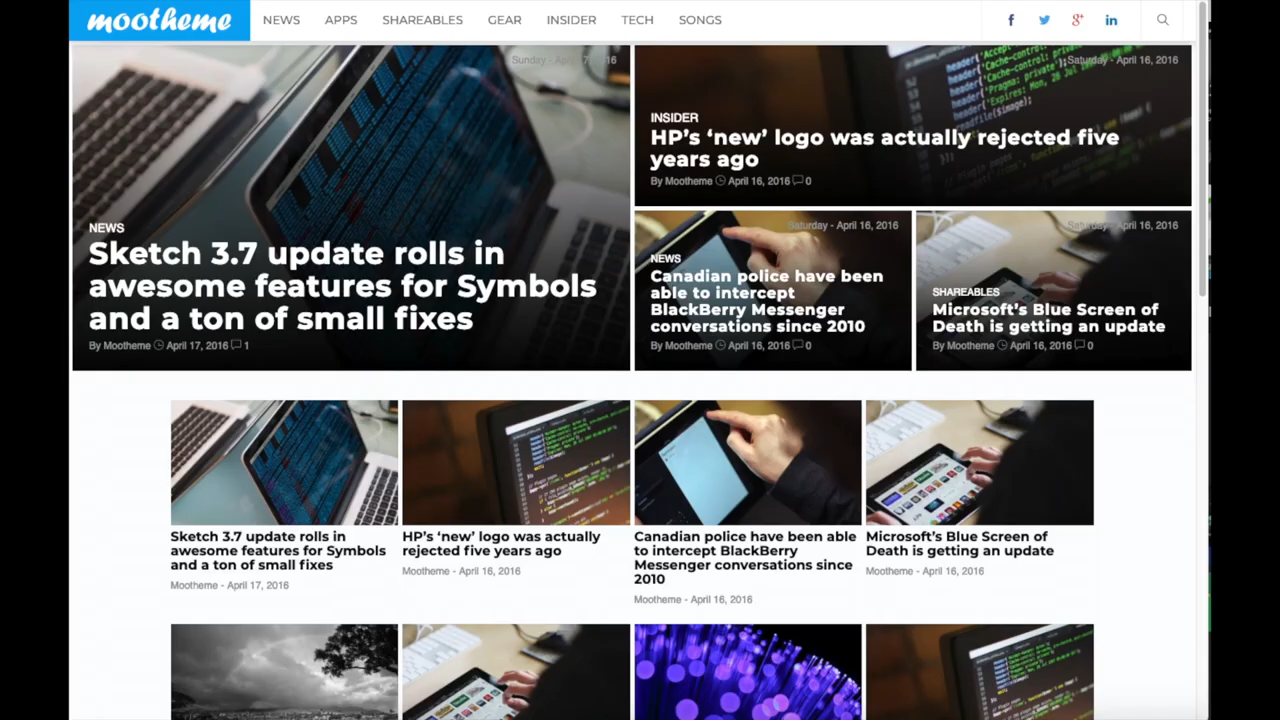 mootheme NEWS APPS SHAREABLES GEAR INSIDER TECH SONGS
Sunday - April 17, 2016
NEWS
Sketch 3.7 update rolls in
awesome features for Symbols
and a ton of small fixes
By Mootheme April 17, 2016 1
Saturday - April 16, 2016
INSIDER
HP’s ‘new’ logo was actually rejected five
years ago
By Mootheme April 16, 2016 0
Saturday - April 16, 2016
NEWS
Canadian police have been
able to intercept
BlackBerry Messenger
conversations since 2010
By Mootheme April 16, 2016 0
Saturday - April 16, 2016
SHAREABLES
Microsoft’s Blue Screen of
Death is getting an update
By Mootheme April 16, 2016 0
Sketch 3.7 update rolls in
awesome features for Symbols
and a ton of small fixes
Mootheme - April 17, 2016
HP’s ‘new’ logo was actually
rejected five years ago
Mootheme - April 16, 2016
Canadian police have been able
to intercept BlackBerry
Messenger conversations since
2010
Mootheme - April 16, 2016
Microsoft’s Blue Screen of
Death is getting an update
Mootheme - April 16, 2016